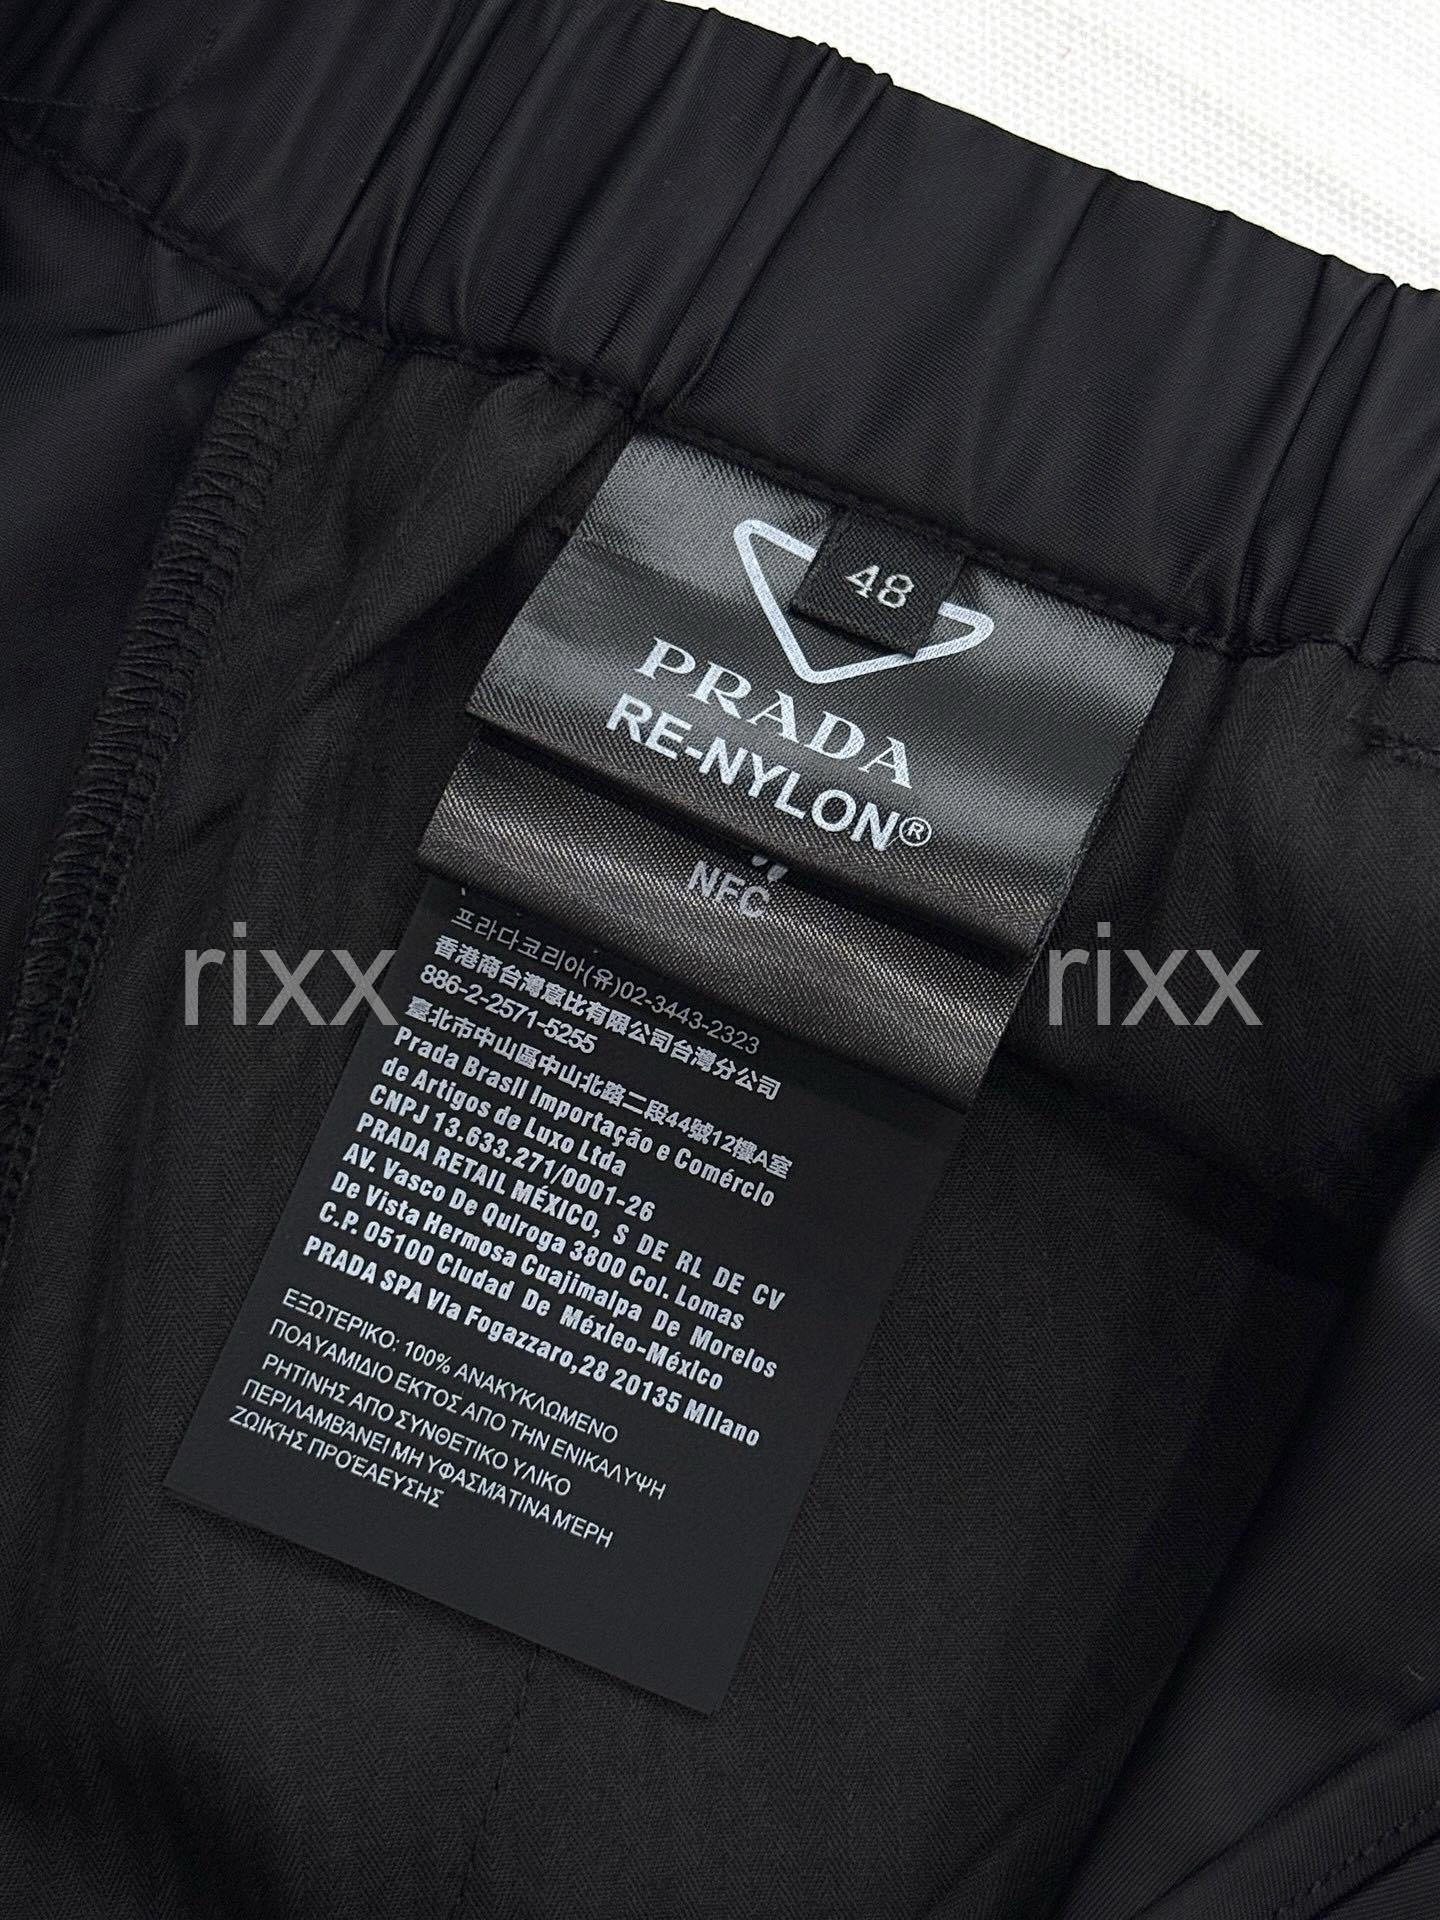 48
PRADA
RE-NYLON®
NFC
프라다코리아(유)02-3443-2323
香港商台灣意比有限公司台灣分公司
886-2-2571-5255
臺北市中山區中山北路二段44號12樓A室
Prada Brasil Importação e Comércio
de Artigos de Luxo Ltda
CNPJ 13.633.271/0001-26
PRADA RETAIL MÉXICO, S DE RL DE CV
AV. Vasco De Quiroga 3800 Col. Lomas
De Vista Hermosa Cuajimalpa De Morelos
C.P. 05100 Ciudad De México-México
PRADA SPA Via Fogazzaro,28 20135 Milano
ΕΞΩΤΕΡΙΚΟ: 100% ΑΝΑΚΥΚΛΩΜΕΝΟ
ΠΟΑΥΑΜΙΔΙΟ ΕΚΤΟΣ ΑΠΟ ΤΗΝ ΕΝΙΚΑΛΥΨΗ
ΡΗΤΙΝΗΣ ΑΠΟ ΣΥΝΘΕΤΙΚΟ ΥΛΙΚΟ
ΠΕΡΙΛΑΜΒΆΝΕΙ ΜΗ ΥΦΑΣΜΆΤΙΝΑ ΜΈΡΗ
ΖΩΙΚΉΣ ΠΡΟΈΑΕΥΣΗΣ
rixx
rixx